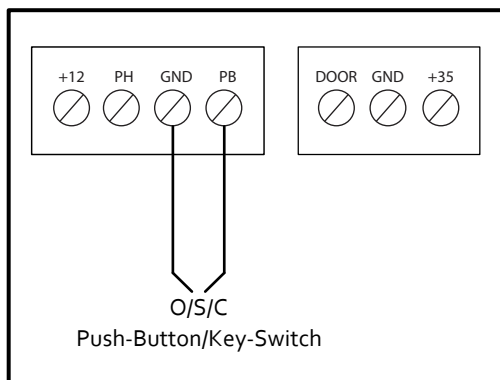 +12 PH GND PB DOOR GND +35
O/S/C
Push-Button/Key-Switch